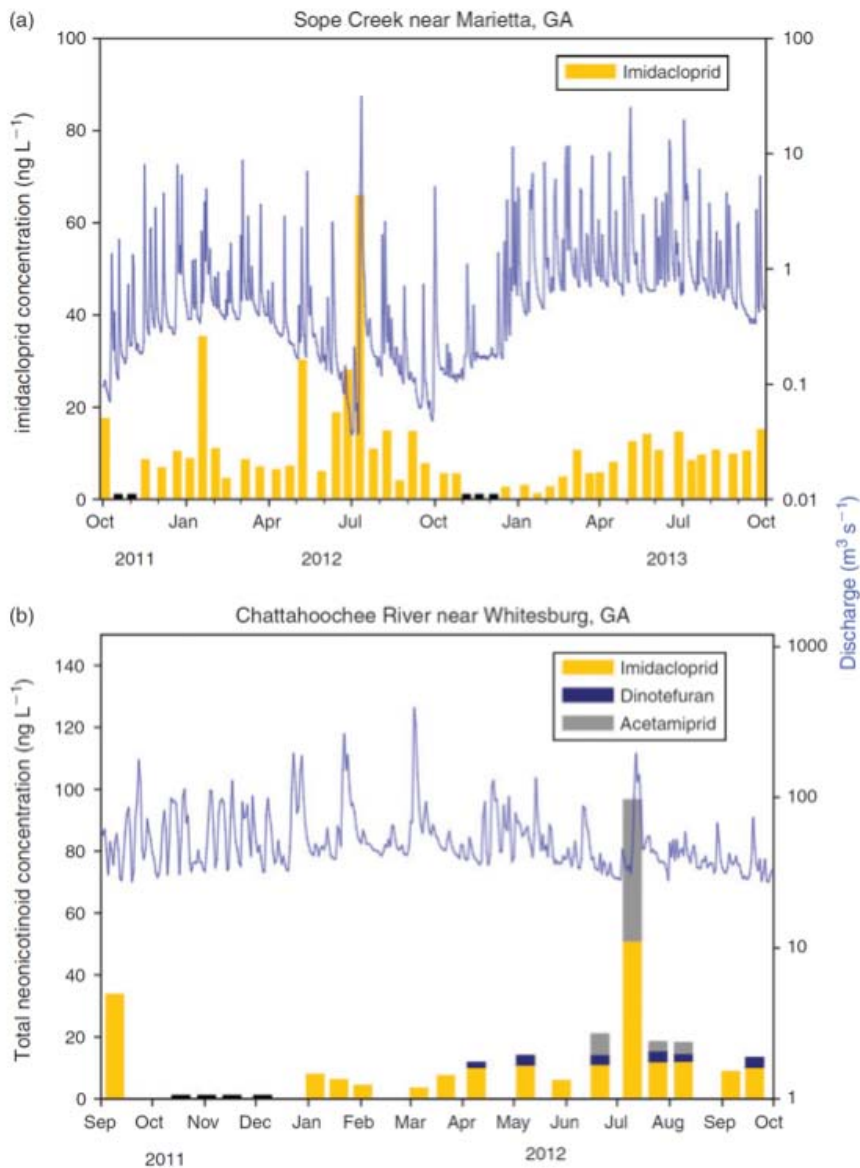 (a) Sope Creek near Marietta, GA
imidacloprid concentration (ng L⁻¹)
100
80
60
40
20
0
Imidacloprid
100
10
1
0.1
0.01
Oct Jan Apr Jul Oct Jan Apr Jul Oct
2011 2012 2013
Discharge (m³ s⁻¹)
(b) Chattahoochee River near Whitesburg, GA
Total neonicotinoid concentration (ng L⁻¹)
140
120
100
80
60
40
20
0
Imidacloprid
Dinotefuran
Acetamiprid
1000
100
10
1
Sep Oct Nov Dec Jan Feb Mar Apr May Jun Jul Aug Sep Oct
2011 2012